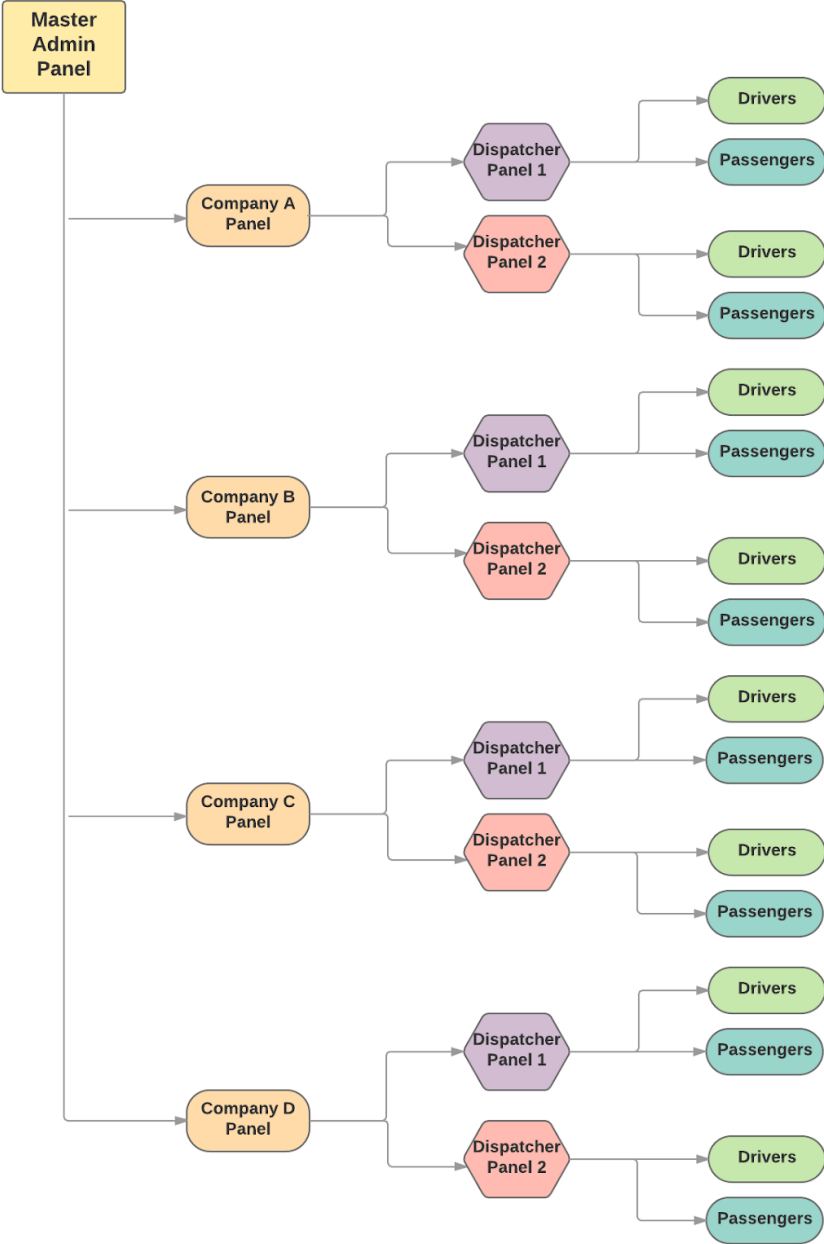 Master
Admin
Panel
Drivers
Dispatcher
Panel 1
Passengers
Company A
Panel
Dispatcher
Panel 2
Drivers
Passengers
Drivers
Dispatcher
Panel 1
Passengers
Company B
Panel
Dispatcher
Panel 2
Drivers
Passengers
Drivers
Dispatcher
Panel 1
Passengers
Company C
Panel
Dispatcher
Panel 2
Drivers
Passengers
Drivers
Dispatcher
Panel 1
Passengers
Company D
Panel
Dispatcher
Panel 2
Drivers
Passengers